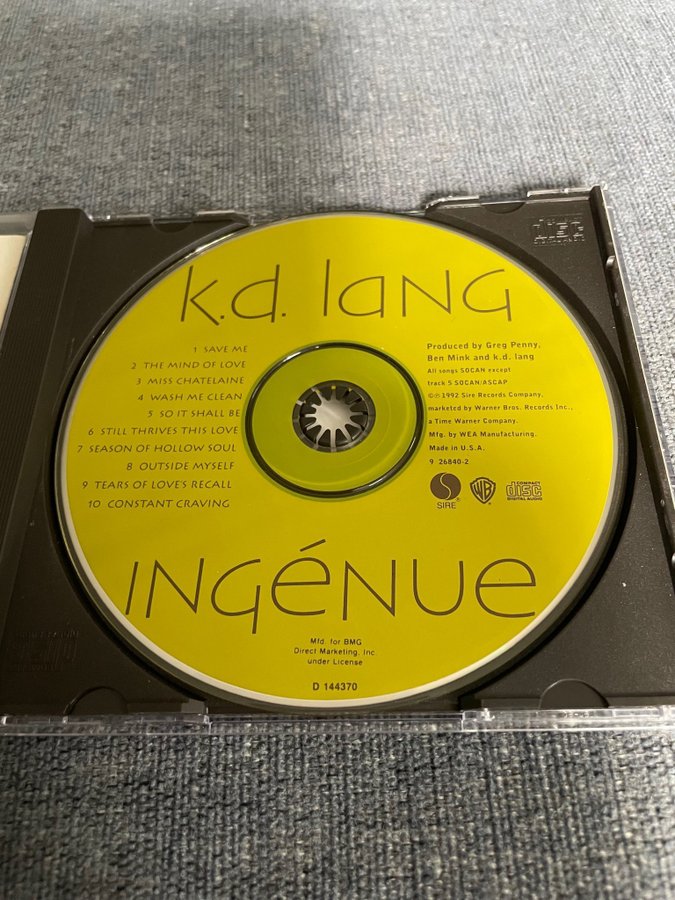 k.d. lang
1 SAVE ME
2 THE MIND OF LOVE
3 MISS CHATELAINE
4 WASH ME CLEAN
5 SO IT SHALL BE
6 STILL THRIVES THIS LOVE
7 SEASON OF HOLLOW SOUL
8 OUTSIDE MYSELF
9 TEARS OF LOVE'S RECALL
10 CONSTANT CRAVING
Produced by Greg Penny,
Ben Mink and k.d. lang
All songs SOCAN except
track 5 SOCAN/ASCAP
©℗ 1992 Sire Records Company,
marketed by Warner Bros. Records Inc.,
a Time Warner Company.
Mfg. by WEA Manufacturing.
Made in U.S.A.
9 26840-2
SIRE
WB
COMPACT
disc
DIGITAL AUDIO
INGÉNUE
Mfd. for BMG
Direct Marketing, Inc.
under License
D 144370